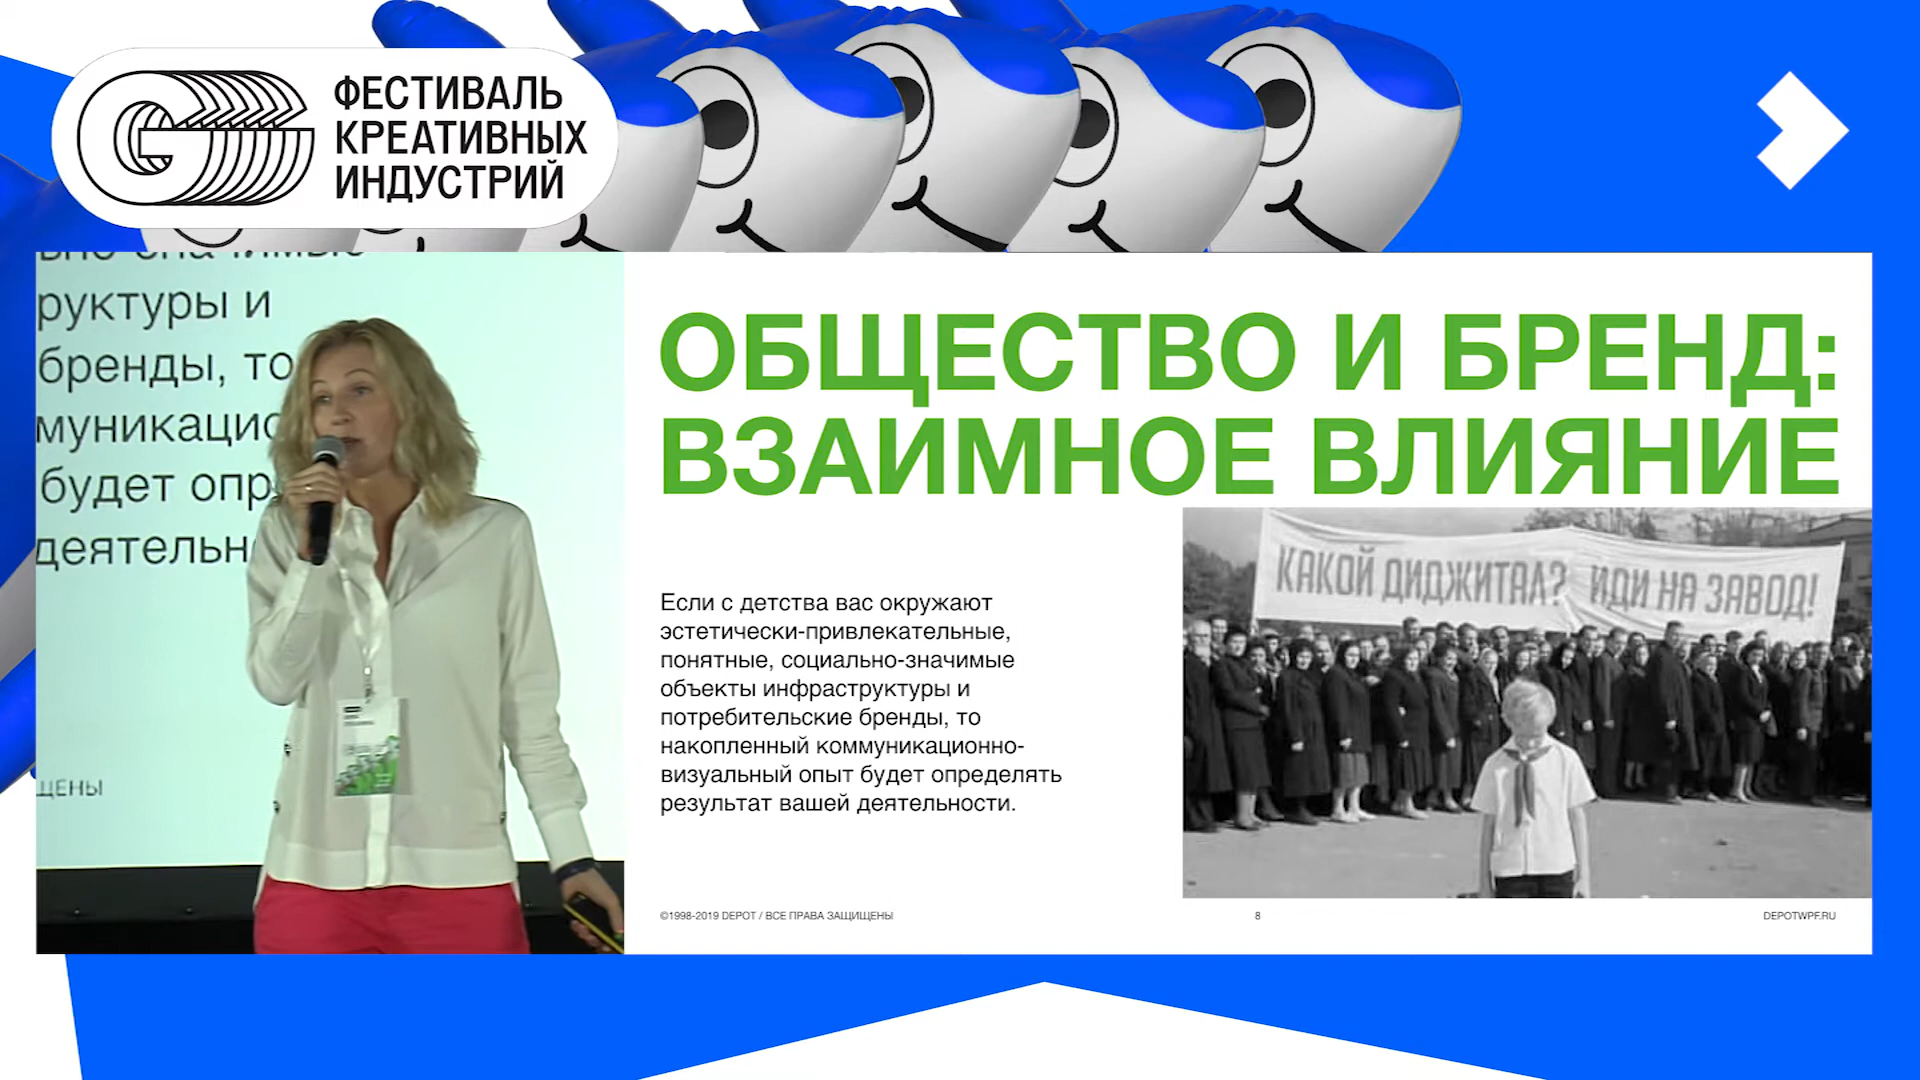 ФЕСТИВАЛЬ
КРЕАТИВНЫХ
ИНДУСТРИЙ
руктуры и
бренды, то
муникацио
будет опр
деятельн
ЩЕНЫ
ОБЩЕСТВО И БРЕНД:
ВЗАИМНОЕ ВЛИЯНИЕ
Если с детства вас окружают
эстетически-привлекательные,
понятные, социально-значимые
объекты инфраструктуры и
потребительские бренды, то
накопленный коммуникационно-
визуальный опыт будет определять
результат вашей деятельности.
КАКОЙ ДИДЖИТАЛ? ИДИ НА ЗАВОД!
©1998-2019 DEPOT / ВСЕ ПРАВА ЗАЩИЩЕНЫ
8
DEPOTWPF.RU